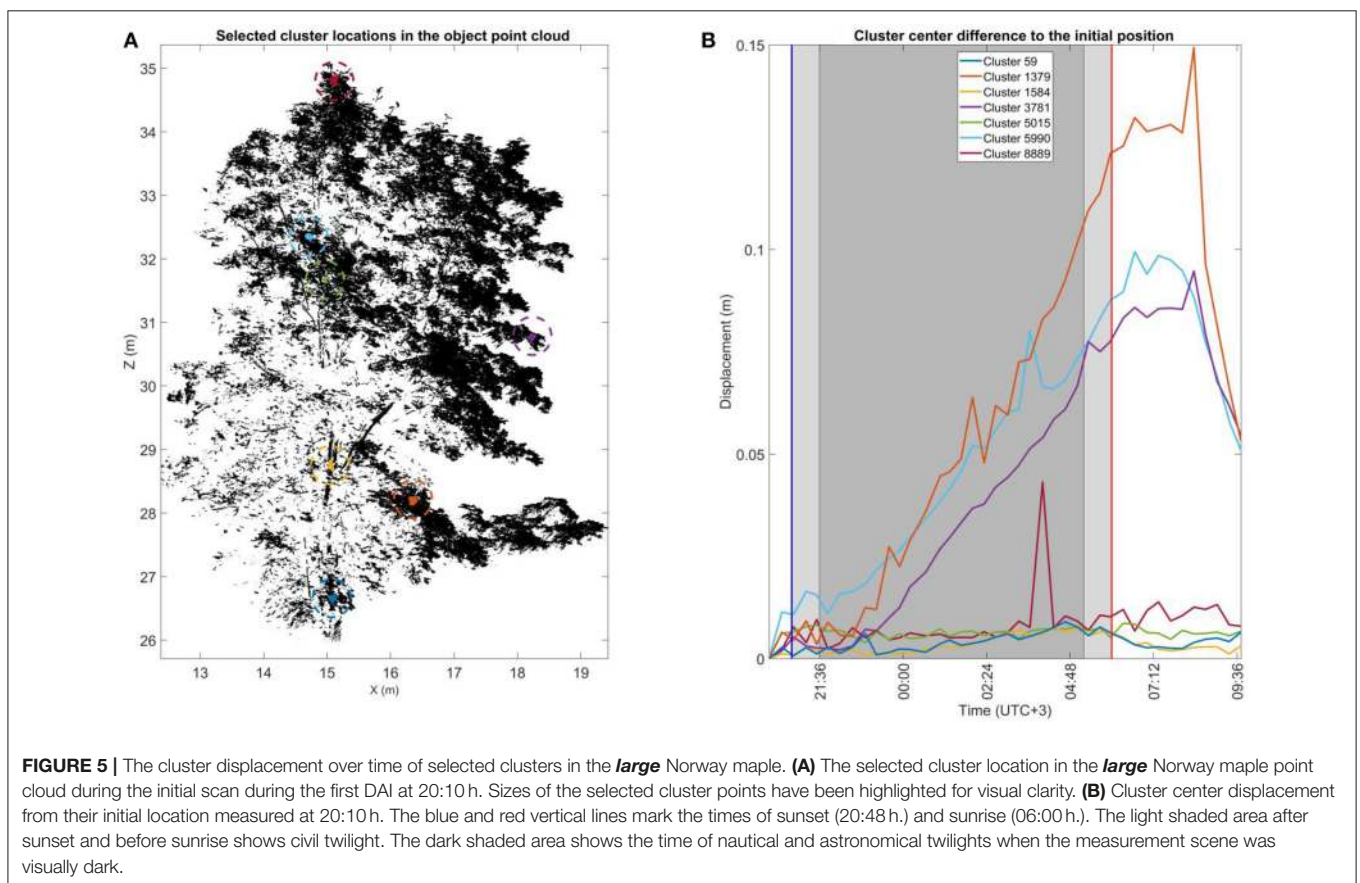 A
Selected cluster locations in the object point cloud
35
34
33
32
31
30
29
28
27
26
Z (m)
13 14 15 16 17 18 19
X (m)
B
Cluster center difference to the initial position
0.15
0.1
0.05
0
Displacement (m)
Cluster 59
Cluster 1379
Cluster 1584
Cluster 3781
Cluster 5015
Cluster 5990
Cluster 8889
21:36
00:00
02:24
04:48
07:12
09:36
Time (UTC+3)
FIGURE 5 | The cluster displacement over time of selected clusters in the large Norway maple. (A) The selected cluster location in the large Norway maple point
cloud during the initial scan during the first DAI at 20:10 h. Sizes of the selected cluster points have been highlighted for visual clarity. (B) Cluster center displacement
from their initial location measured at 20:10 h. The blue and red vertical lines mark the times of sunset (20:48 h.) and sunrise (06:00 h.). The light shaded area after
sunset and before sunrise shows civil twilight. The dark shaded area shows the time of nautical and astronomical twilights when the measurement scene was
visually dark.